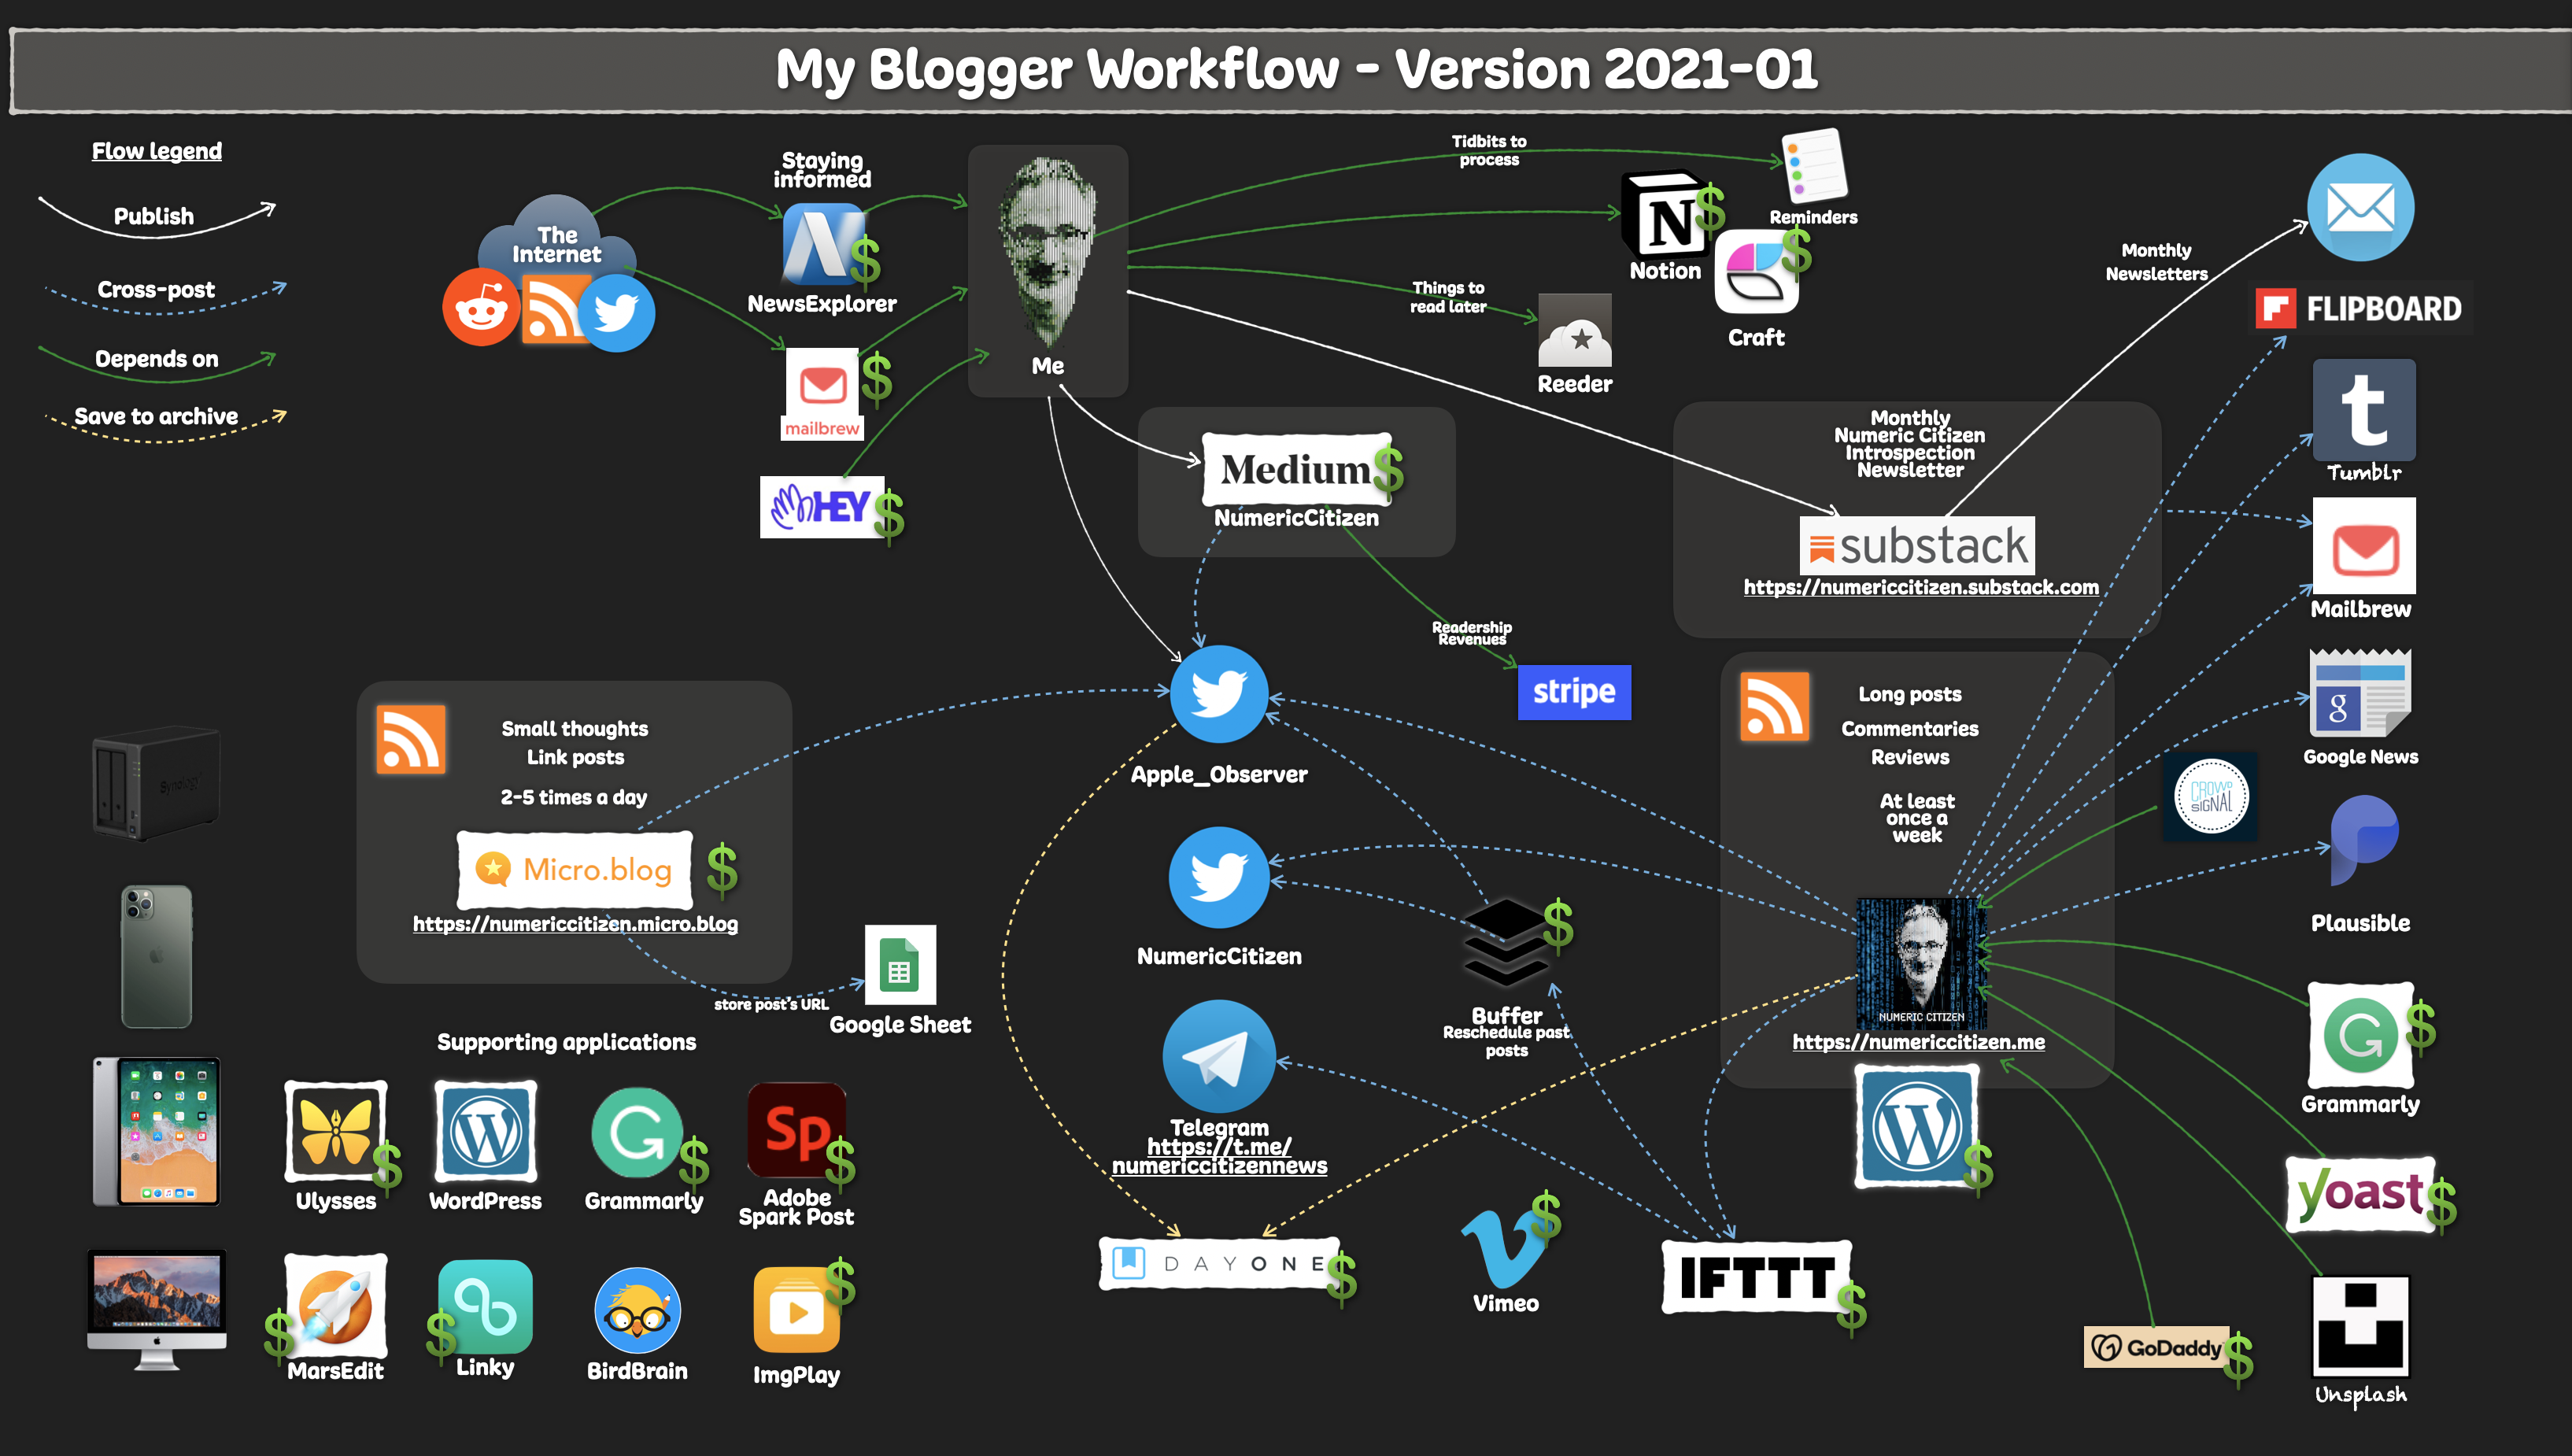 My Blogger Workflow - Version 2021-01
Flow legend
Publish
Cross-post
Depends on
Save to archive
The
Internet
Staying
informed
NewsExplorer
mailbrew
HEY
Me
Tidbits to
process
Reminders
N
Notion
Craft
Things to
read later
Reeder
Monthly
Newsletters
FLIPBOARD
t
Tumblr
Mailbrew
g
Google News
CROWD
SIGNAL
Plausible
Medium
NumericCitizen
Readership
Revenues
stripe
Monthly
Numeric Citizen
Introspection
Newsletter
substack
https://numericcitizen.substack.com
Long posts
Commentaries
Reviews
At least
once a
week
NUMERIC CITIZEN
https://numericcitizen.me
Small thoughts
Link posts
2-5 times a day
Micro.blog
https://numericcitizen.micro.blog
store post's URL
Google Sheet
Apple_Observer
NumericCitizen
Telegram
https://t.me/
numericcitizennews
Buffer
Reschedule past
posts
DAY ONE
Vimeo
IFTTT
Grammarly
yoast
GoDaddy
Unsplash
Synology
Supporting applications
Ulysses
WordPress
Grammarly
Sp
Adobe
Spark Post
MarsEdit
Linky
BirdBrain
ImgPlay